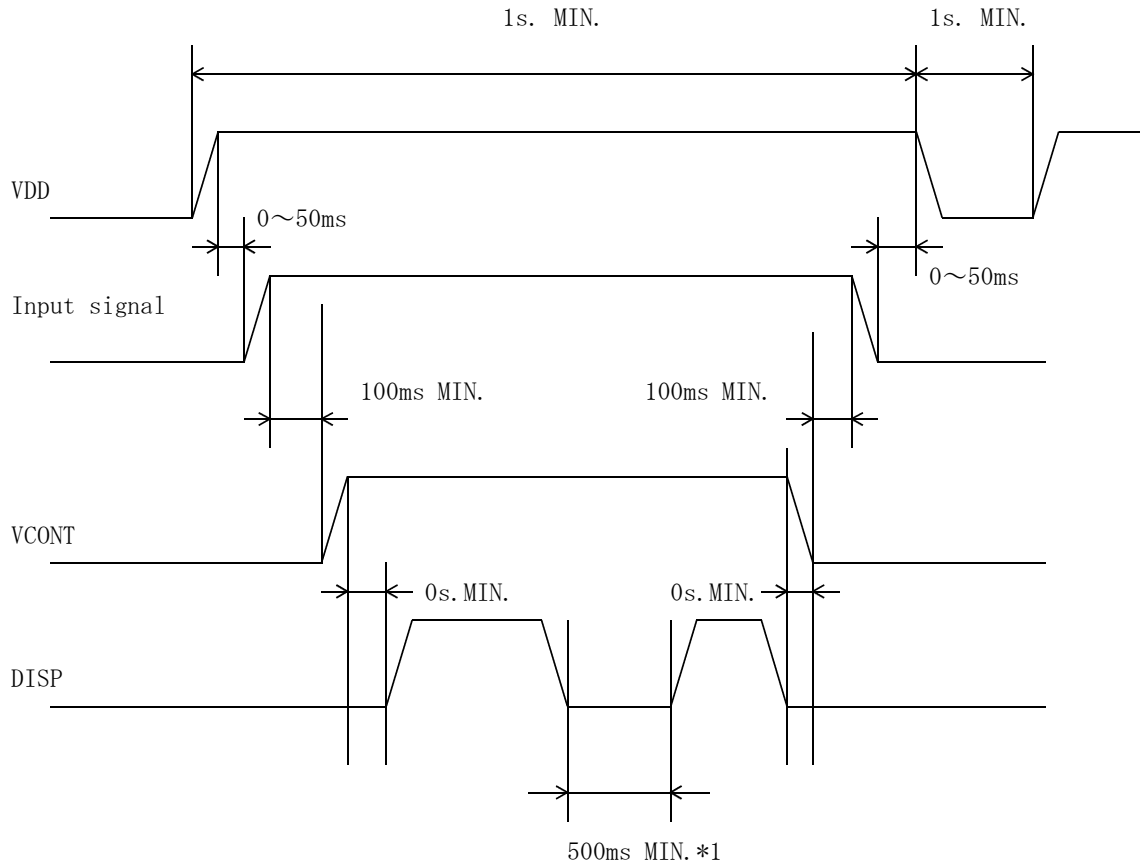 1s. MIN.
1s. MIN.
VDD
0～50ms
0～50ms
Input signal
100ms MIN.
100ms MIN.
VCONT
0s.MIN.
0s.MIN.
DISP
500ms MIN.*1